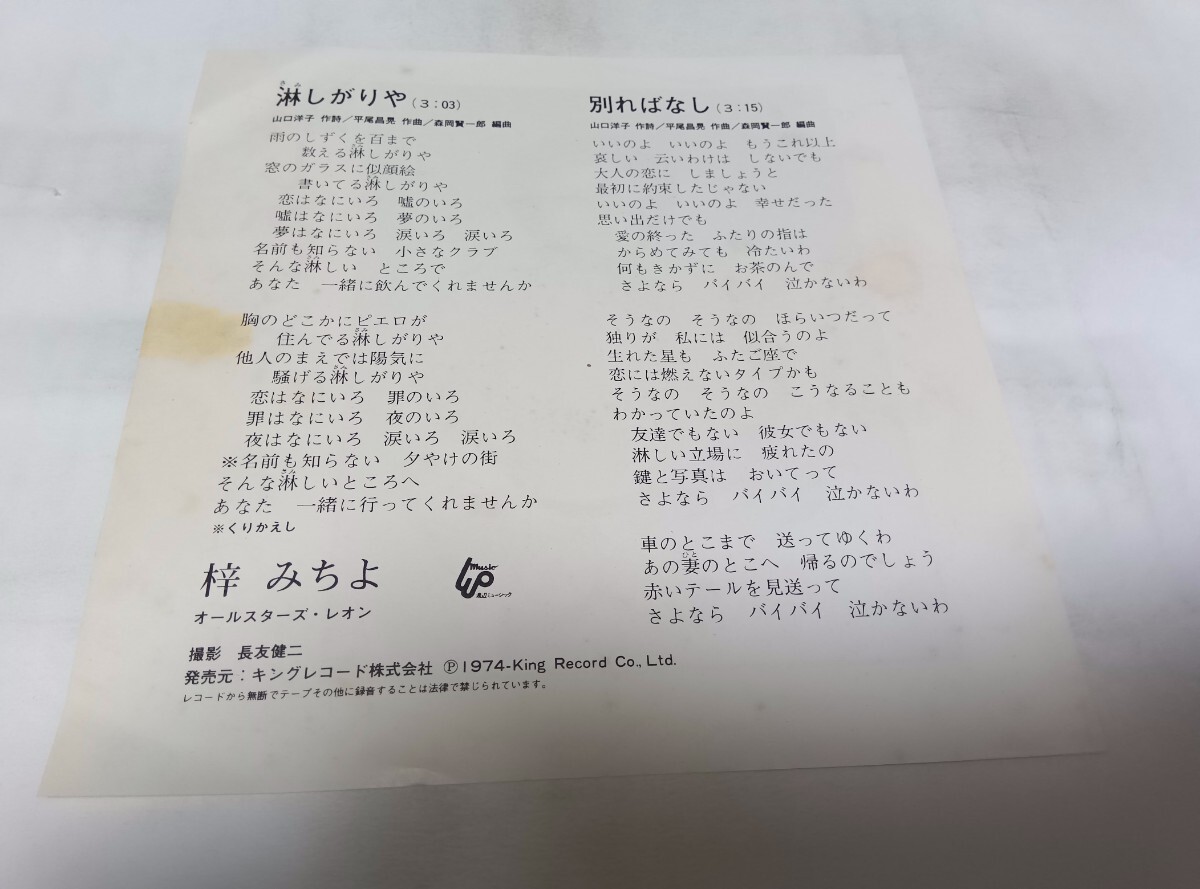 淋しがりや(3:03)
山口洋子 作詩/平尾昌晃 作曲/森岡賢一郎 編曲
雨のしずくを百まで
数える淋しがりや
窓のガラスに似顔絵
書いてる淋しがりや
恋はなにいろ 嘘のいろ
嘘はなにいろ 夢のいろ
夢はなにいろ 涙いろ 涙いろ
名前も知らない 小さなクラブ
そんな淋しい ところで
あなた 一緒に飲んでくれませんか
胸のどこかにピエロが
住んでる淋しがりや
他人のまえでは陽気に
騒げる淋しがりや
恋はなにいろ 罪のいろ
罪はなにいろ 夜のいろ
夜はなにいろ 涙いろ 涙いろ
※名前も知らない 夕やけの街
そんな淋しいところへ
あなた 一緒に行ってくれませんか
※くりかえし
梓 みちよ
オールスターズ・レオン
Music
渡辺ミュージック
撮影 長友健二
発売元:キングレコード株式会社 Ⓟ1974-King Record Co., Ltd.
レコードから無断でテープその他に録音することは法律で禁じられています。
別ればなし(3:15)
山口洋子 作詩/平尾昌晃 作曲/森岡賢一郎 編曲
いいのよ いいのよ もうこれ以上
哀しい 云いわけは しないでも
大人の恋に しましょうと
最初に約束したじゃない
いいのよ いいのよ 幸せだった
思い出だけでも
愛の終った ふたりの指は
からめてみても 冷たいわ
何もきかずに お茶のんで
さよなら バイバイ 泣かないわ
そうなの そうなの ほらいつだって
独りが 私には 似合うのよ
生れた星も ふたご座で
恋には燃えないタイプかも
そうなの そうなの こうなることも
わかっていたのよ
友達でもない 彼女でもない
淋しい立場に 疲れたの
鍵と写真は おいてって
さよなら バイバイ 泣かないわ
車のとこまで 送ってゆくわ
あの妻のとこへ 帰るのでしょう
赤いテールを見送って
さよなら バイバイ 泣かないわ